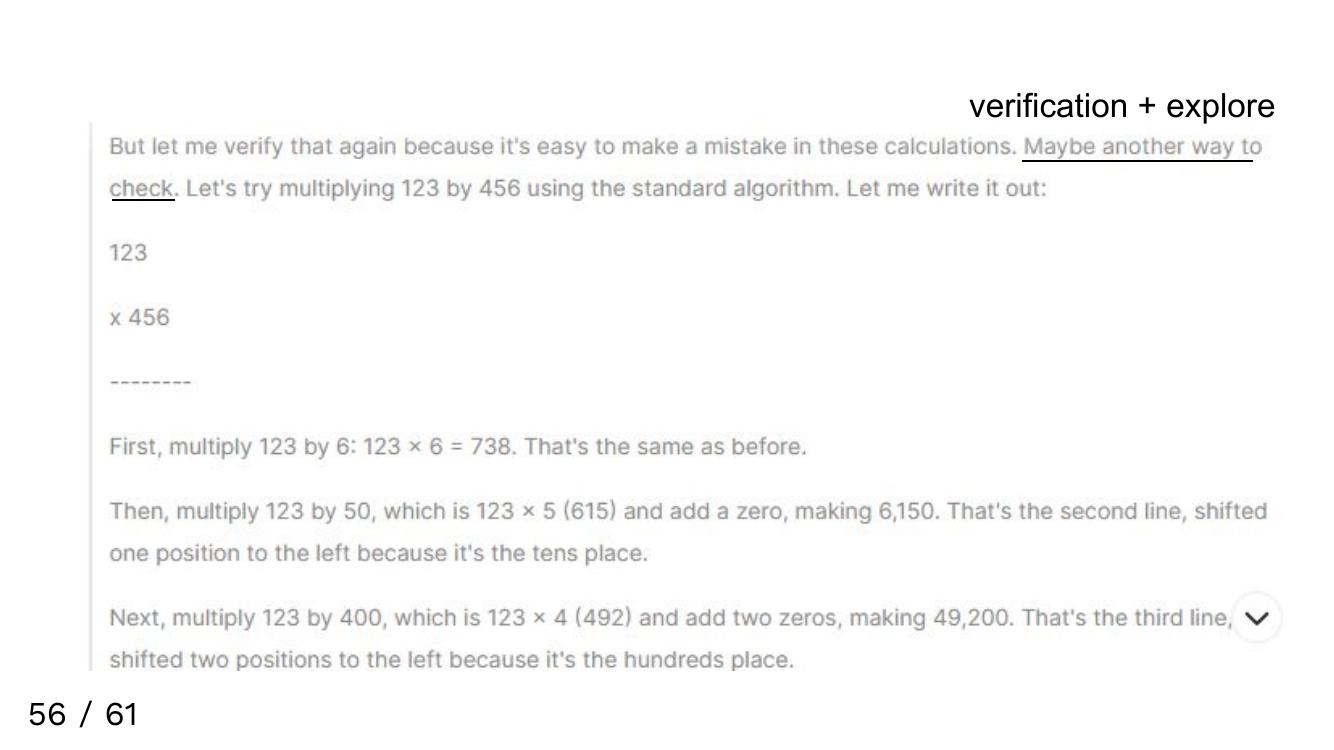 verification + explore
But let me verify that again because it's easy to make a mistake in these calculations. Maybe another way to
check. Let's try multiplying 123 by 456 using the standard algorithm. Let me write it out:
123
x 456
--------
First, multiply 123 by 6: 123 × 6 = 738. That's the same as before.
Then, multiply 123 by 50, which is 123 × 5 (615) and add a zero, making 6,150. That's the second line, shifted
one position to the left because it's the tens place.
Next, multiply 123 by 400, which is 123 × 4 (492) and add two zeros, making 49,200. That's the third line,
shifted two positions to the left because it's the hundreds place.
56 / 61